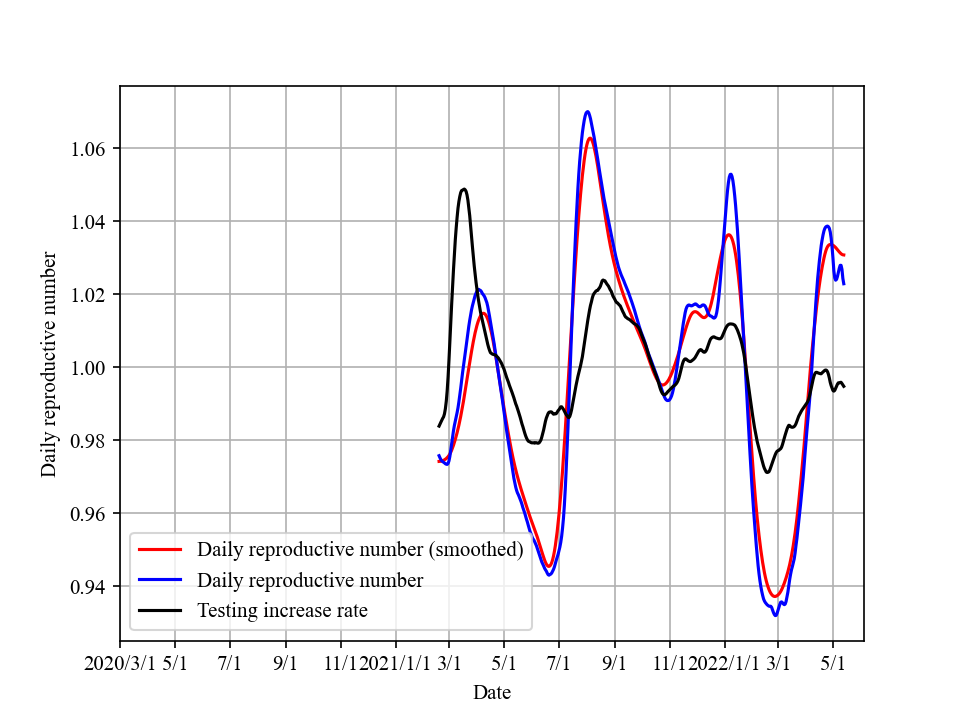 Daily reproductive number
1.06
1.04
1.02
1.00
0.98
0.96
0.94
Daily reproductive number (smoothed)
Daily reproductive number
Testing increase rate
2020/3/1 5/1 7/1 9/1 11/1 2021/1/1 3/1 5/1 7/1 9/1 11/1 2022/1/1 3/1 5/1
Date